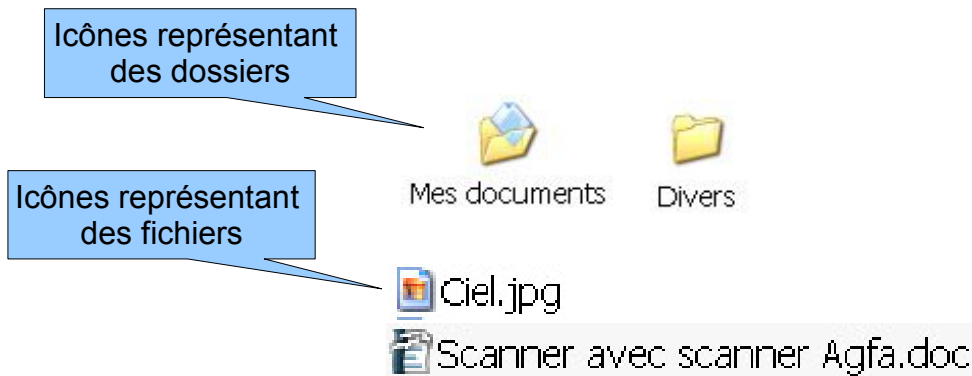 Icônes représentant
des dossiers
Mes documents
Divers
Icônes représentant
des fichiers
Ciel.jpg
Scanner avec scanner Agfa.doc